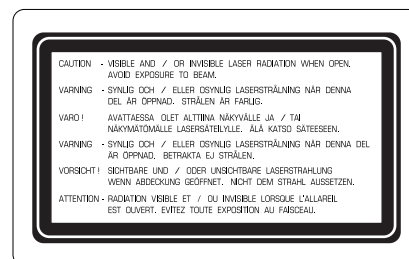 CAUTION - VISIBLE AND / OR INVISIBLE LASER RADIATION WHEN OPEN.
AVOID EXPOSURE TO BEAM.
VARNING - SYNLIG OCH / ELLER OSYNLIG LASERSTRÅLNING NÄR DENNA
DEL ÄR ÖPPNAD. STRÅLEN ÄR FARLIG.
VARO ! AVATTAESSA OLET ALTTIINA NÄKYVÄLLE JA / TAI
NÄKYMÄTÖMÄLLE LASERSÄTEILYLLE. ÄLÄ KATSO SÄTEESEEN.
VARNING - SYNLIG OCH / ELLER OSYNLIG LASERSTRÅLNING NÄR DENNA DEL
ÄR ÖPPNAD. BETRAKTA EJ STRÅLEN.
VORSICHT ! SICHTBARE UND / ODER UNSICHTBARE LASERSTRAHLUNG
WENN ABDECKUNG GEÖFFNET. NICHT DEM STRAHL AUSSETZEN.
ATTENTION - RADIATION VISIBLE ET / OU INVISIBLE LORSQUE L'ALLAREIL
EST OUVERT. EVITEZ TOUTE EXPOSITION AU FAISCEAU.